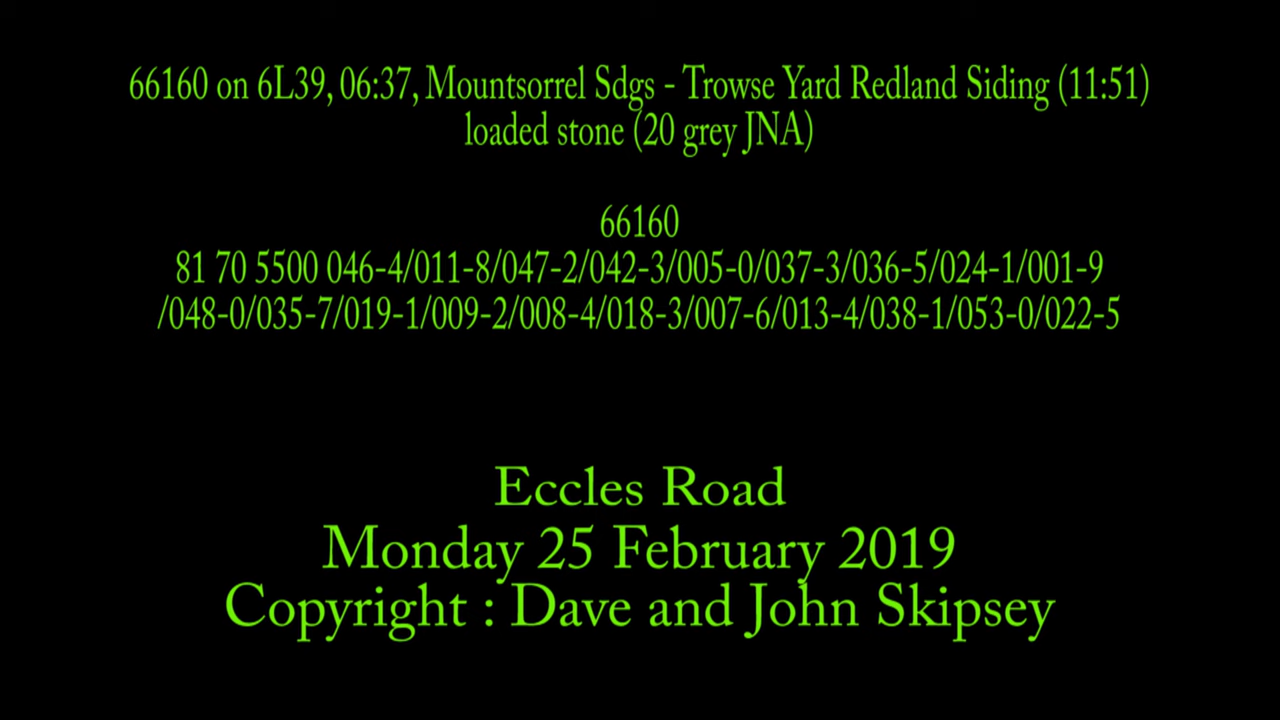 66160 on 6L39, 06:37, Mountsorrel Sdgs - Trowse Yard Redland Siding (11:51)
loaded stone (20 grey JNA)
66160
81 70 5500 046-4/011-8/047-2/042-3/005-0/037-3/036-5/024-1/001-9
/048-0/035-7/019-1/009-2/008-4/018-3/007-6/013-4/038-1/053-0/022-5
Eccles Road
Monday 25 February 2019
Copyright : Dave and John Skipsey